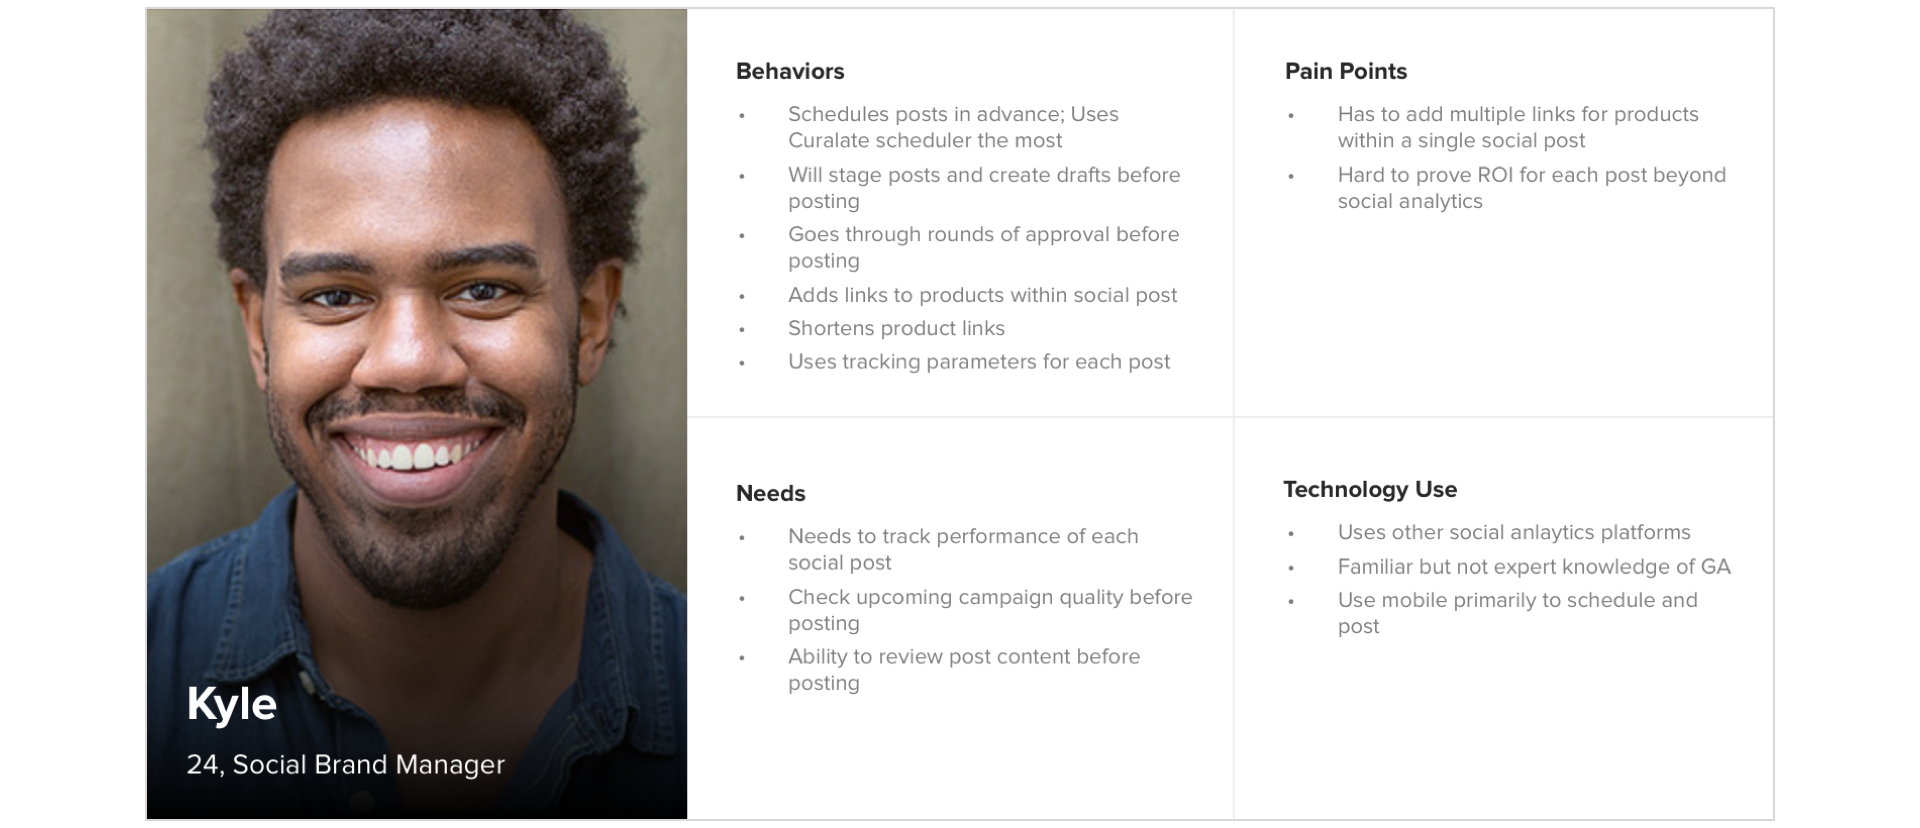 Kyle
24, Social Brand Manager
Behaviors
• Schedules posts in advance; Uses
Curalate scheduler the most
• Will stage posts and create drafts before
posting
• Goes through rounds of approval before
posting
• Adds links to products within social post
• Shortens product links
• Uses tracking parameters for each post
Pain Points
• Has to add multiple links for products
within a single social post
• Hard to prove ROI for each post beyond
social analytics
Needs
• Needs to track performance of each
social post
• Check upcoming campaign quality before
posting
• Ability to review post content before
posting
Technology Use
• Uses other social anlaytics platforms
• Familiar but not expert knowledge of GA
• Use mobile primarily to schedule and
post